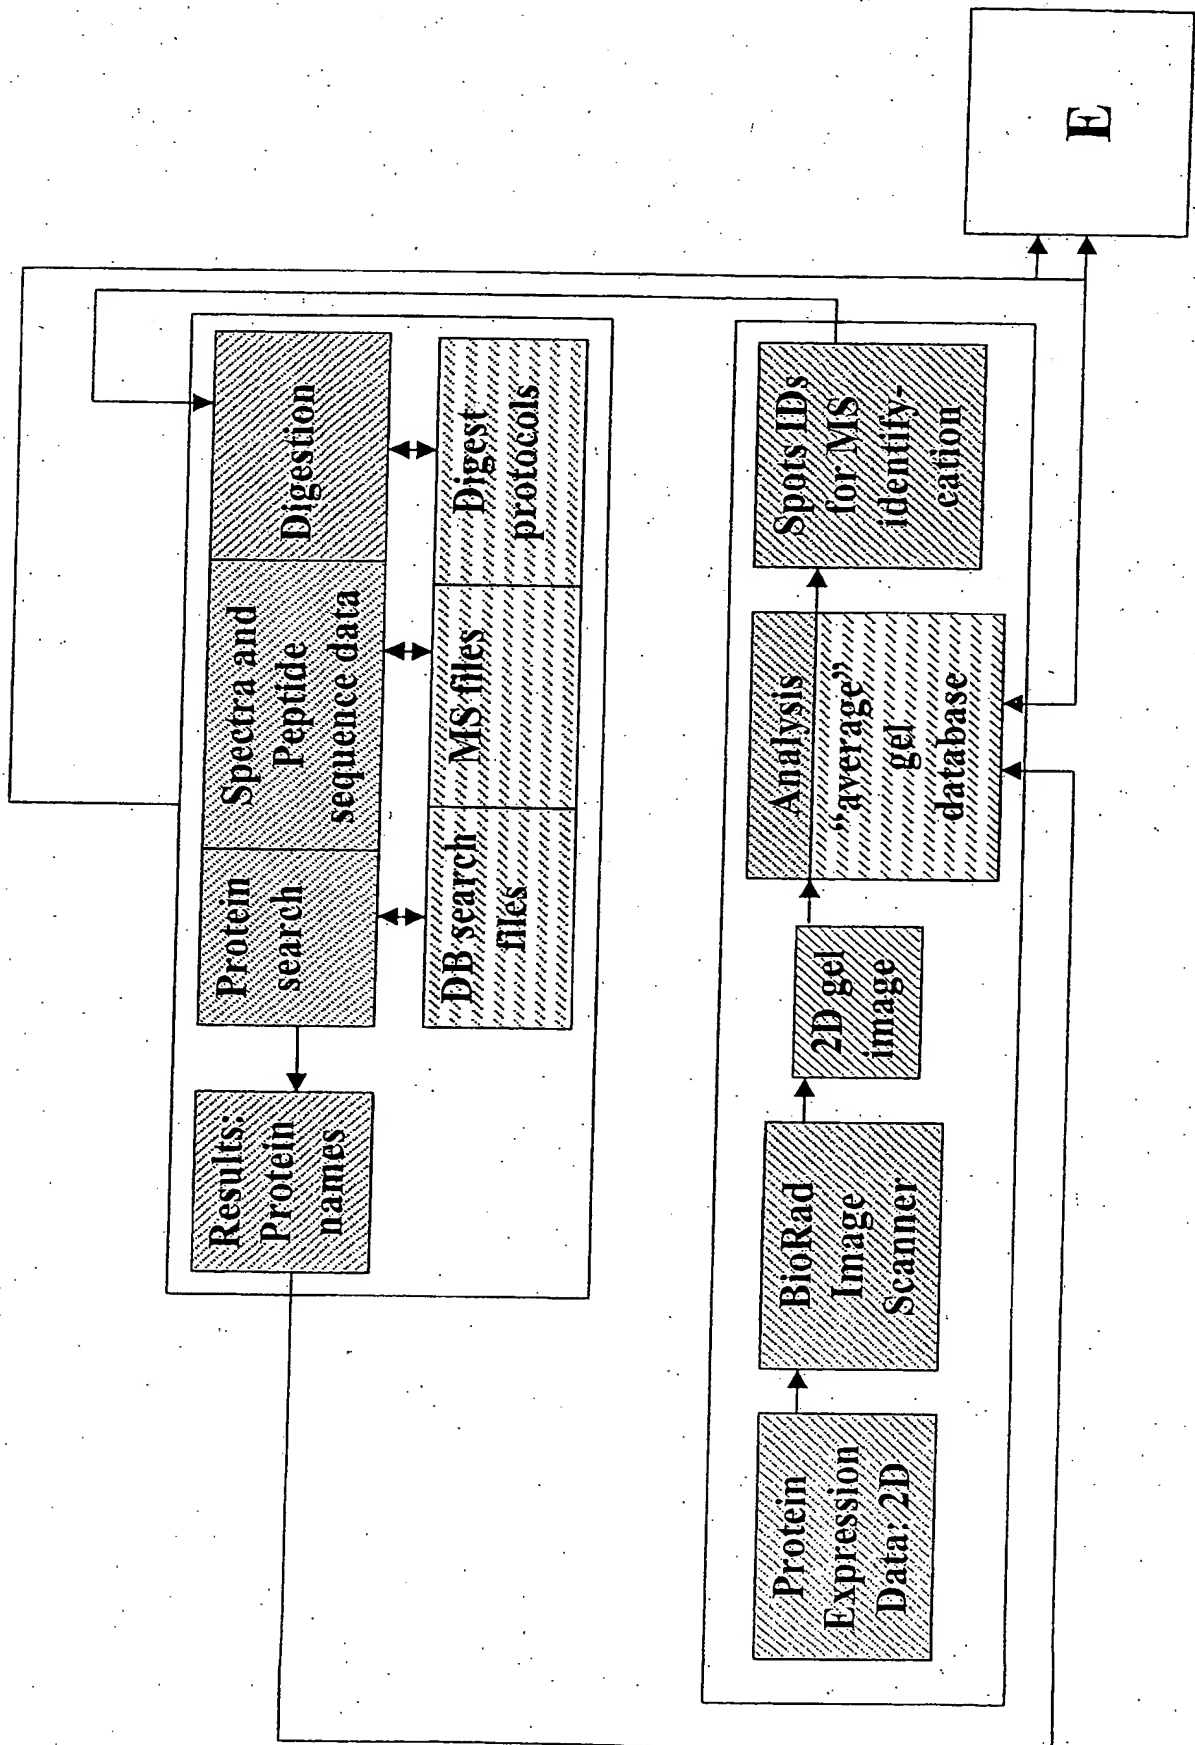 Results:
Protein
names
Protein
search
Spectra and
Peptide
sequence data
Digestion
DB search
files
MS files
Digest
protocols
Protein
Expression
Data: 2D
BioRad
Image
Scanner
2D gel
image
Analysis
“average”
gel
database
Spots IDs
for MS
identify-
cation
E